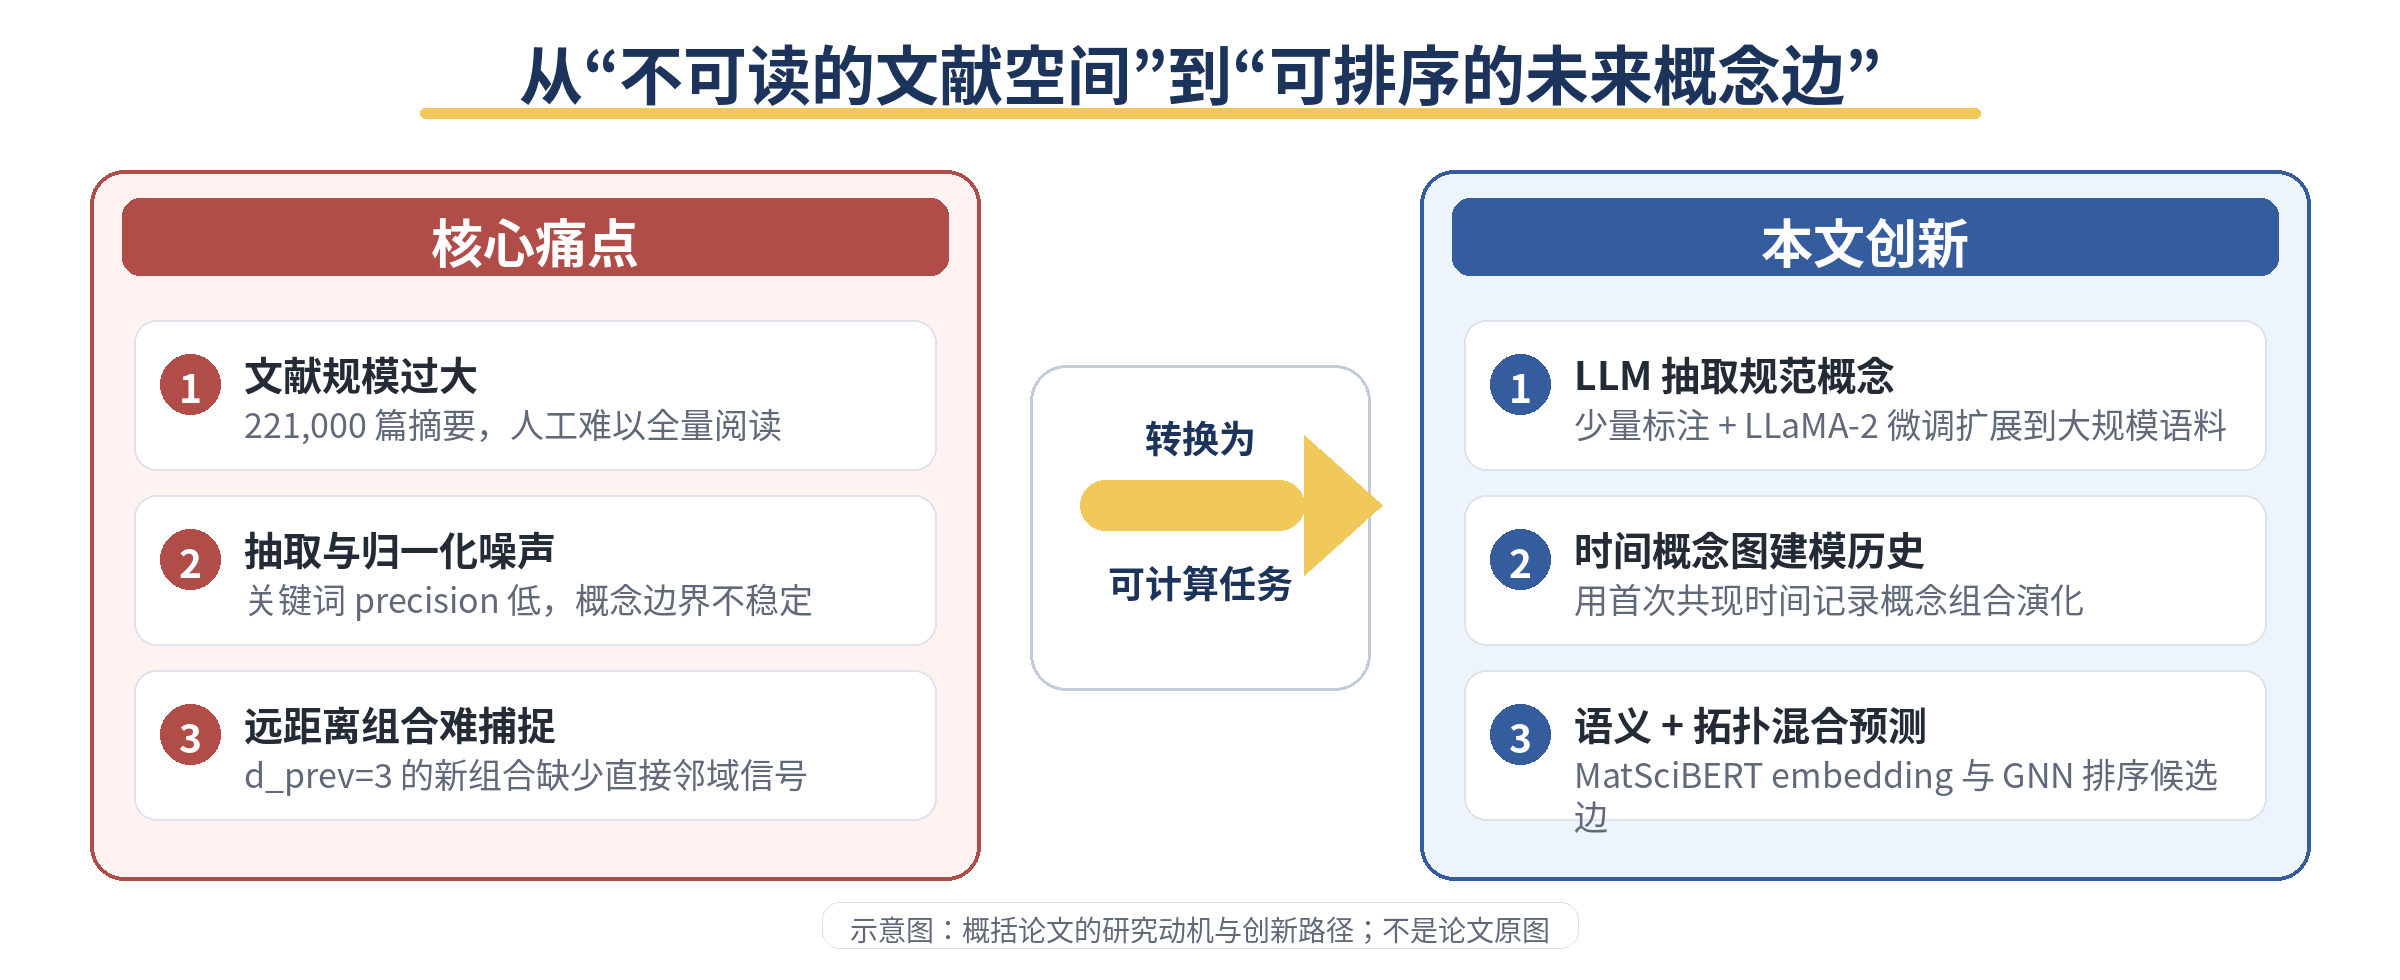 从“不可读的文献空间”到“可排序的未来概念边”
核心痛点
1
文献规模过大
221,000 篇摘要，人工难以全量阅读
2
抽取与归一化噪声
关键词 precision 低，概念边界不稳定
3
远距离组合难捕捉
d_prev=3 的新组合缺少直接邻域信号
转换为
可计算任务
本文创新
1
LLM 抽取规范概念
少量标注 + LLaMA-2 微调扩展到大规模语料
2
时间概念图建模历史
用首次共现时间记录概念组合演化
3
语义 + 拓扑混合预测
MatSciBERT embedding 与 GNN 排序候选
边
示意图：概括论文的研究动机与创新路径；不是论文原图